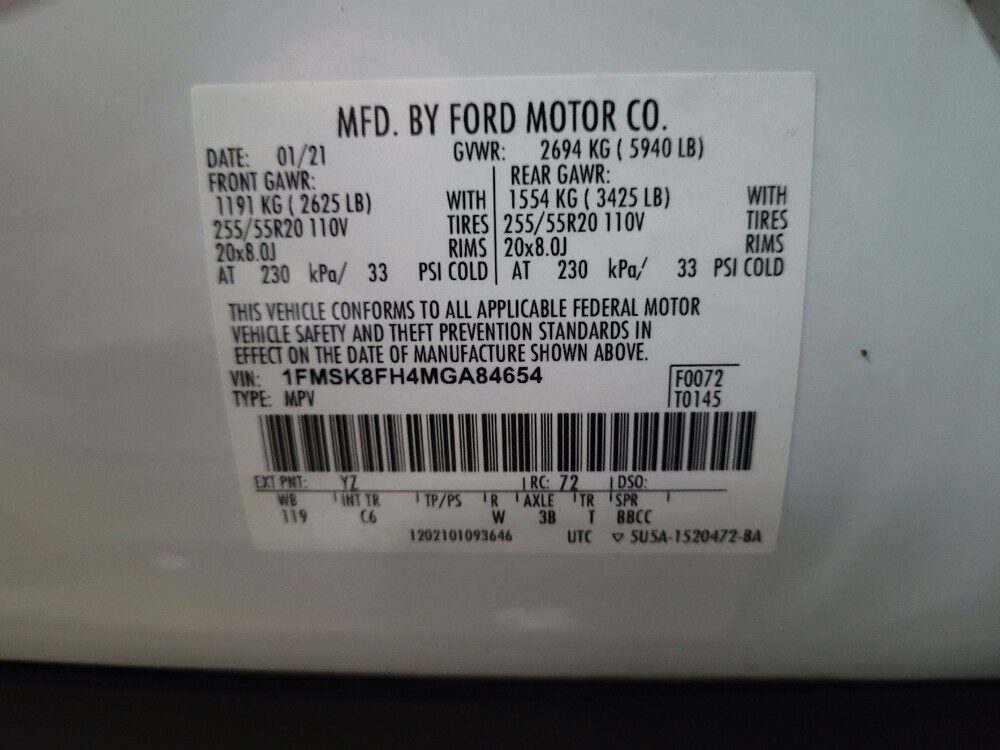 MFD. BY FORD MOTOR CO.
DATE: 01/21 GVWR: 2694 KG ( 5940 LB)
FRONT GAWR: REAR GAWR:
1191 KG ( 2625 LB) WITH 1554 KG ( 3425 LB) WITH
255/55R20 110V TIRES 255/55R20 110V TIRES
20x8.0J RIMS 20x8.0J RIMS
AT 230 kPa/ 33 PSI COLD AT 230 kPa/ 33 PSI COLD
THIS VEHICLE CONFORMS TO ALL APPLICABLE FEDERAL MOTOR
VEHICLE SAFETY AND THEFT PREVENTION STANDARDS IN
EFFECT ON THE DATE OF MANUFACTURE SHOWN ABOVE.
VIN: 1FMSK8FH4MGA84654 F0072
TYPE: MPV T0145
EXT PNT: YZ RC: 72 DSO:
WB INT TR TP/PS R AXLE TR SPR
119 C6 W 3B T BBCC
1202101093646 UTC ▽ 5U5A-1520472-BA